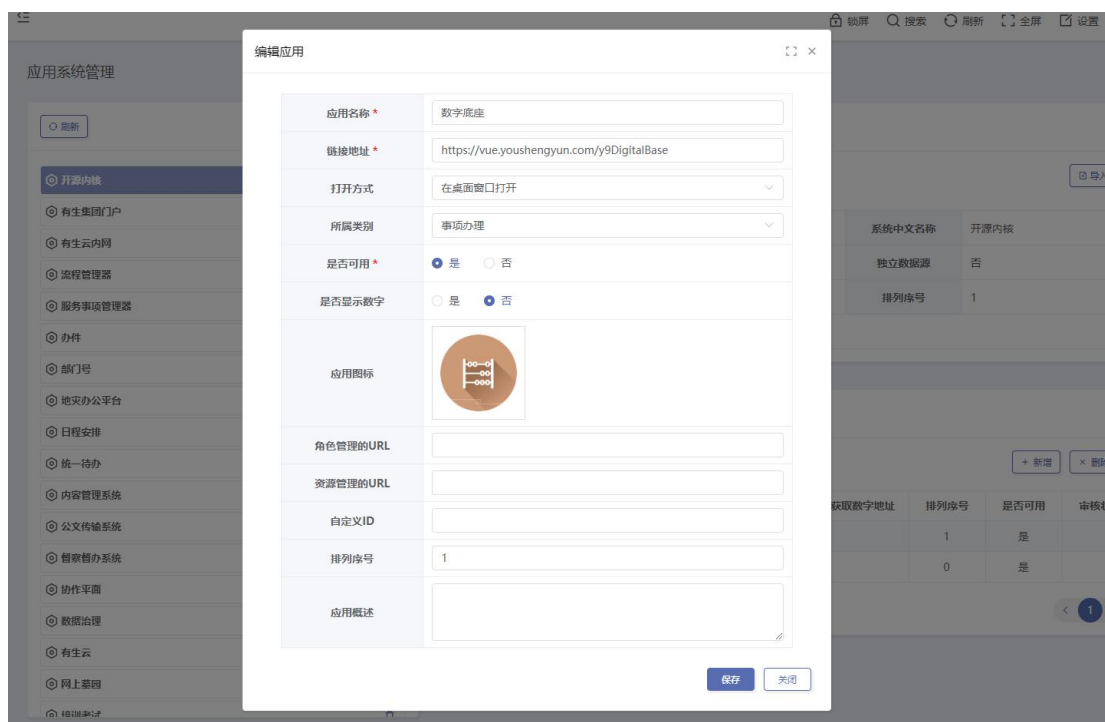 锁屏 搜索 刷新 全屏 设置
应用系统管理
刷新
开源内核
有生集团门户
有生云内网
流程管理器
服务事项管理器
办件
部门号
地灾办公平台
日程安排
统一待办
内容管理系统
公文传输系统
督察督办系统
协作平面
数据治理
有生云
网上墓园
培训考试
编辑应用
应用名称 * 数字底座
链接地址 * https://vue.youshengyun.com/y9DigitalBase
打开方式 在桌面窗口打开
所属类别 事项办理
是否可用 * 是 否
是否显示数字 是 否
应用图标
角色管理的URL
资源管理的URL
自定义ID
排列序号 1
应用概述
保存 关闭
系统中文名称 开源内核
独立数据源 否
排列序号 1
+ 新增
获取数字地址 排列序号 是否可用
1 是
0 是
< 1